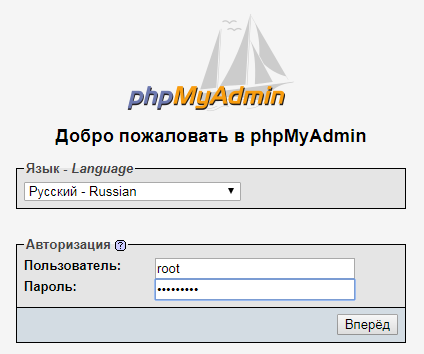 phpMyAdmin
Добро пожаловать в phpMyAdmin
Язык - Language
Русский - Russian
Авторизация ?
Пользователь: root
Пароль: •••••••••
Вперёд